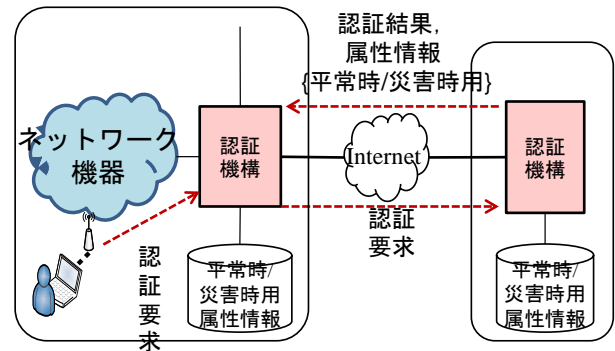 認証結果,
属性情報
{平常時/災害時用}
ネットワーク
機器
認証
機構
Internet
認証
機構
認証
要求
認
証
要
求
平常時/
災害時用
属性情報
平常時/
災害時用
属性情報